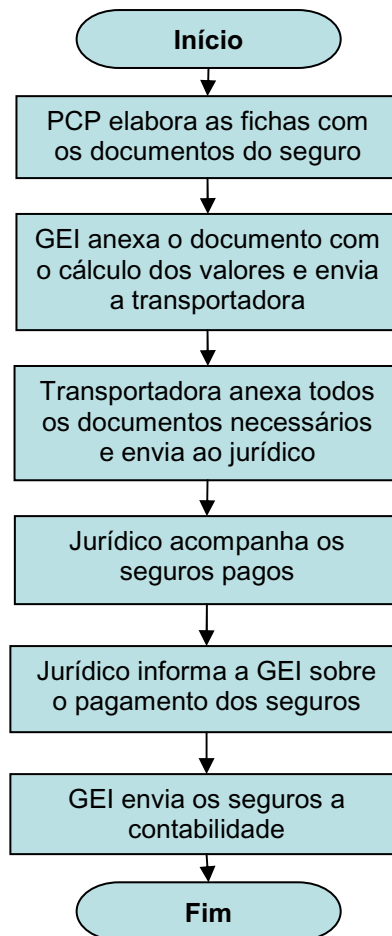 Início
PCP elabora as fichas com
os documentos do seguro
GEI anexa o documento com
o cálculo dos valores e envia
a transportadora
Transportadora anexa todos
os documentos necessários
e envia ao jurídico
Jurídico acompanha os
seguros pagos
Jurídico informa a GEI sobre
o pagamento dos seguros
GEI envia os seguros a
contabilidade
Fim